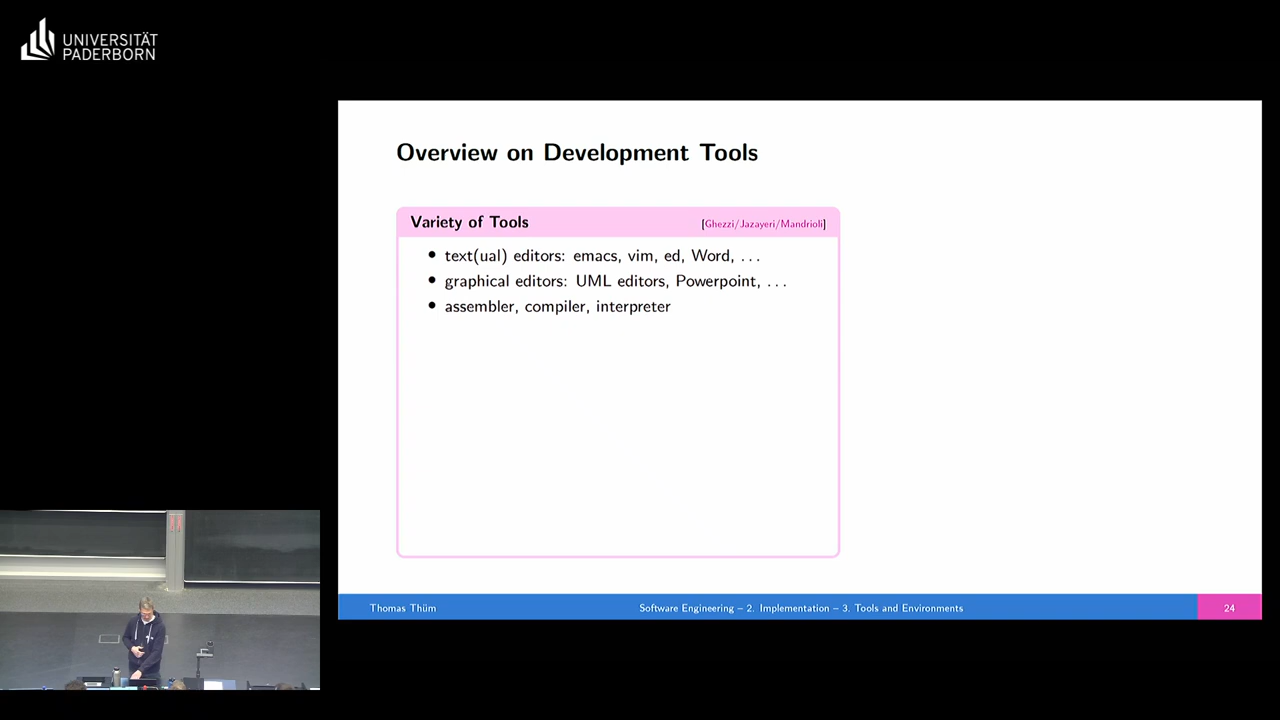 UNIVERSITÄT
PADERBORN
Overview on Development Tools
Variety of Tools [Ghezzi/Jazayeri/Mandrioli]
• text(ual) editors: emacs, vim, ed, Word, . . .
• graphical editors: UML editors, Powerpoint, . . .
• assembler, compiler, interpreter
Thomas Thüm Software Engineering – 2. Implementation – 3. Tools and Environments 24